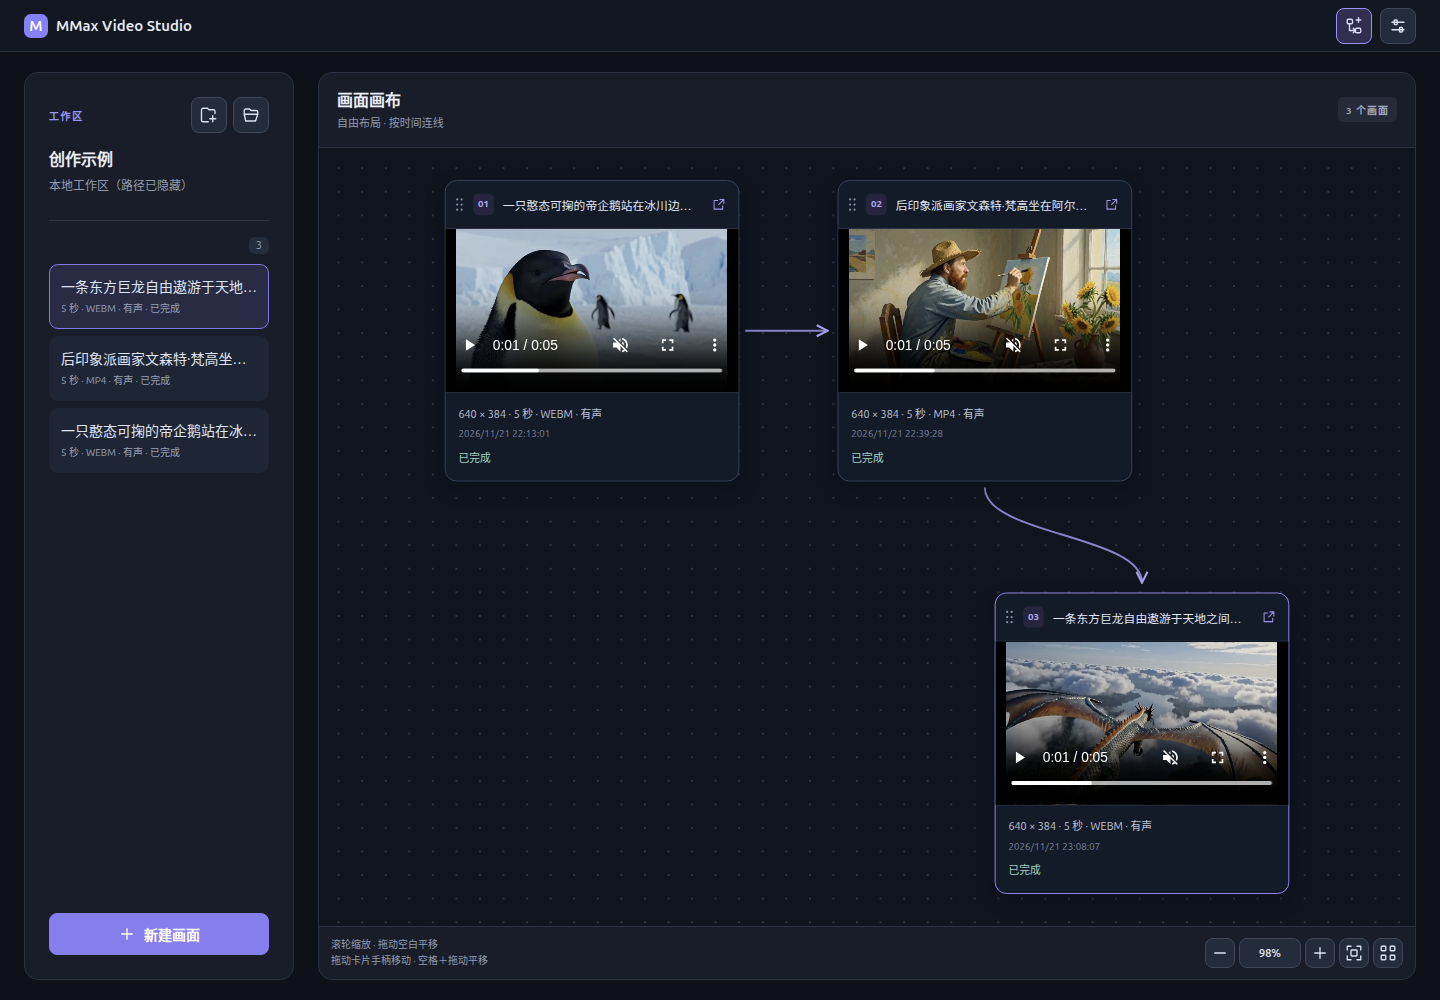 M MMax Video Studio
工作区
创作示例
本地工作区（路径已隐藏）
3
一条东方巨龙自由遨游于天地...
5 秒 · WEBM · 有声 · 已完成
后印象派画家文森特·梵高坐...
5 秒 · MP4 · 有声 · 已完成
一只憨态可掬的帝企鹅站在冰...
5 秒 · WEBM · 有声 · 已完成
新建画面
画面画布
自由布局 · 按时间连线
3 个画面
01 一只憨态可掬的帝企鹅站在冰川边...
0:01 / 0:05
640 × 384 · 5 秒 · WEBM · 有声
2026/11/21 22:13:01
已完成
02 后印象派画家文森特·梵高坐在阿尔...
0:01 / 0:05
640 × 384 · 5 秒 · MP4 · 有声
2026/11/21 22:39:28
已完成
03 一条东方巨龙自由遨游于天地之间...
0:01 / 0:05
640 × 384 · 5 秒 · WEBM · 有声
2026/11/21 23:08:07
已完成
滚轮缩放 · 拖动空白平移
拖动卡片手柄移动 · 空格＋拖动平移
98%